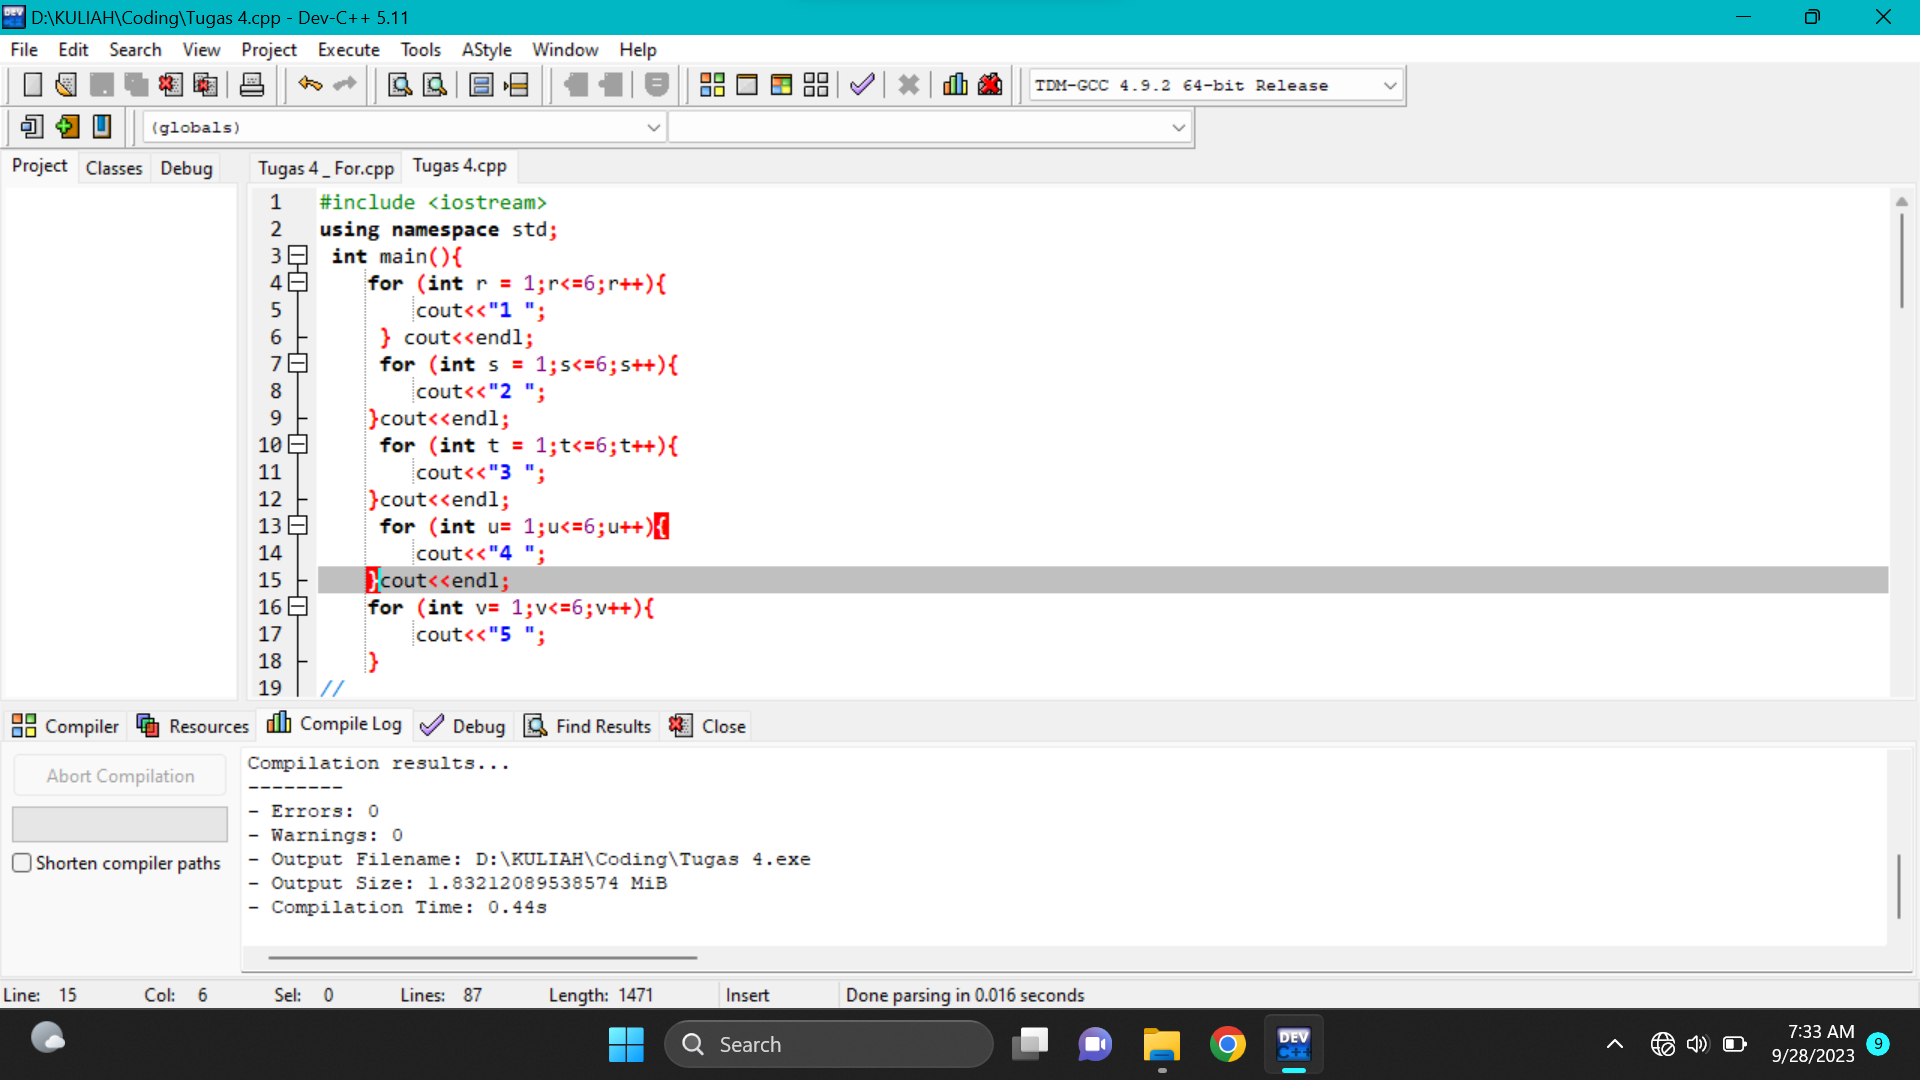 D:\KULIAH\Coding\Tugas 4.cpp - Dev-C++ 5.11
File Edit Search View Project Execute Tools AStyle Window Help
TDM-GCC 4.9.2 64-bit Release
(globals)
Project Classes Debug Tugas 4 _ For.cpp Tugas 4.cpp
1 #include <iostream>
2 using namespace std;
3 int main(){
4 for (int r = 1;r<=6;r++){
5 cout<<"1 ";
6 } cout<<endl;
7 for (int s = 1;s<=6;s++){
8 cout<<"2 ";
9 }cout<<endl;
10 for (int t = 1;t<=6;t++){
11 cout<<"3 ";
12 }cout<<endl;
13 for (int u= 1;u<=6;u++){
14 cout<<"4 ";
15 }cout<<endl;
16 for (int v= 1;v<=6;v++){
17 cout<<"5 ";
18 }
19 //
Compiler Resources Compile Log Debug Find Results Close
Abort Compilation
Shorten compiler paths
Compilation results...
--------
- Errors: 0
- Warnings: 0
- Output Filename: D:\KULIAH\Coding\Tugas 4.exe
- Output Size: 1.83212089538574 MiB
- Compilation Time: 0.44s
Line: 15 Col: 6 Sel: 0 Lines: 87 Length: 1471 Insert Done parsing in 0.016 seconds
Search
DEV C++
7:33 AM
9/28/2023
9